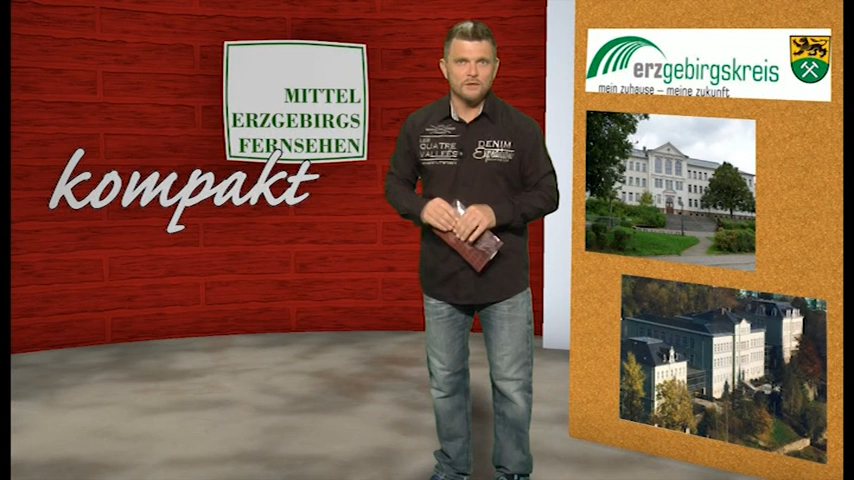 MITTEL
ERZGEBIRGS
FERNSEHEN
kompakt
QUATRE
VALLEES
DENIM
erzgebirgskreis
mein zuhause – meine zukunft